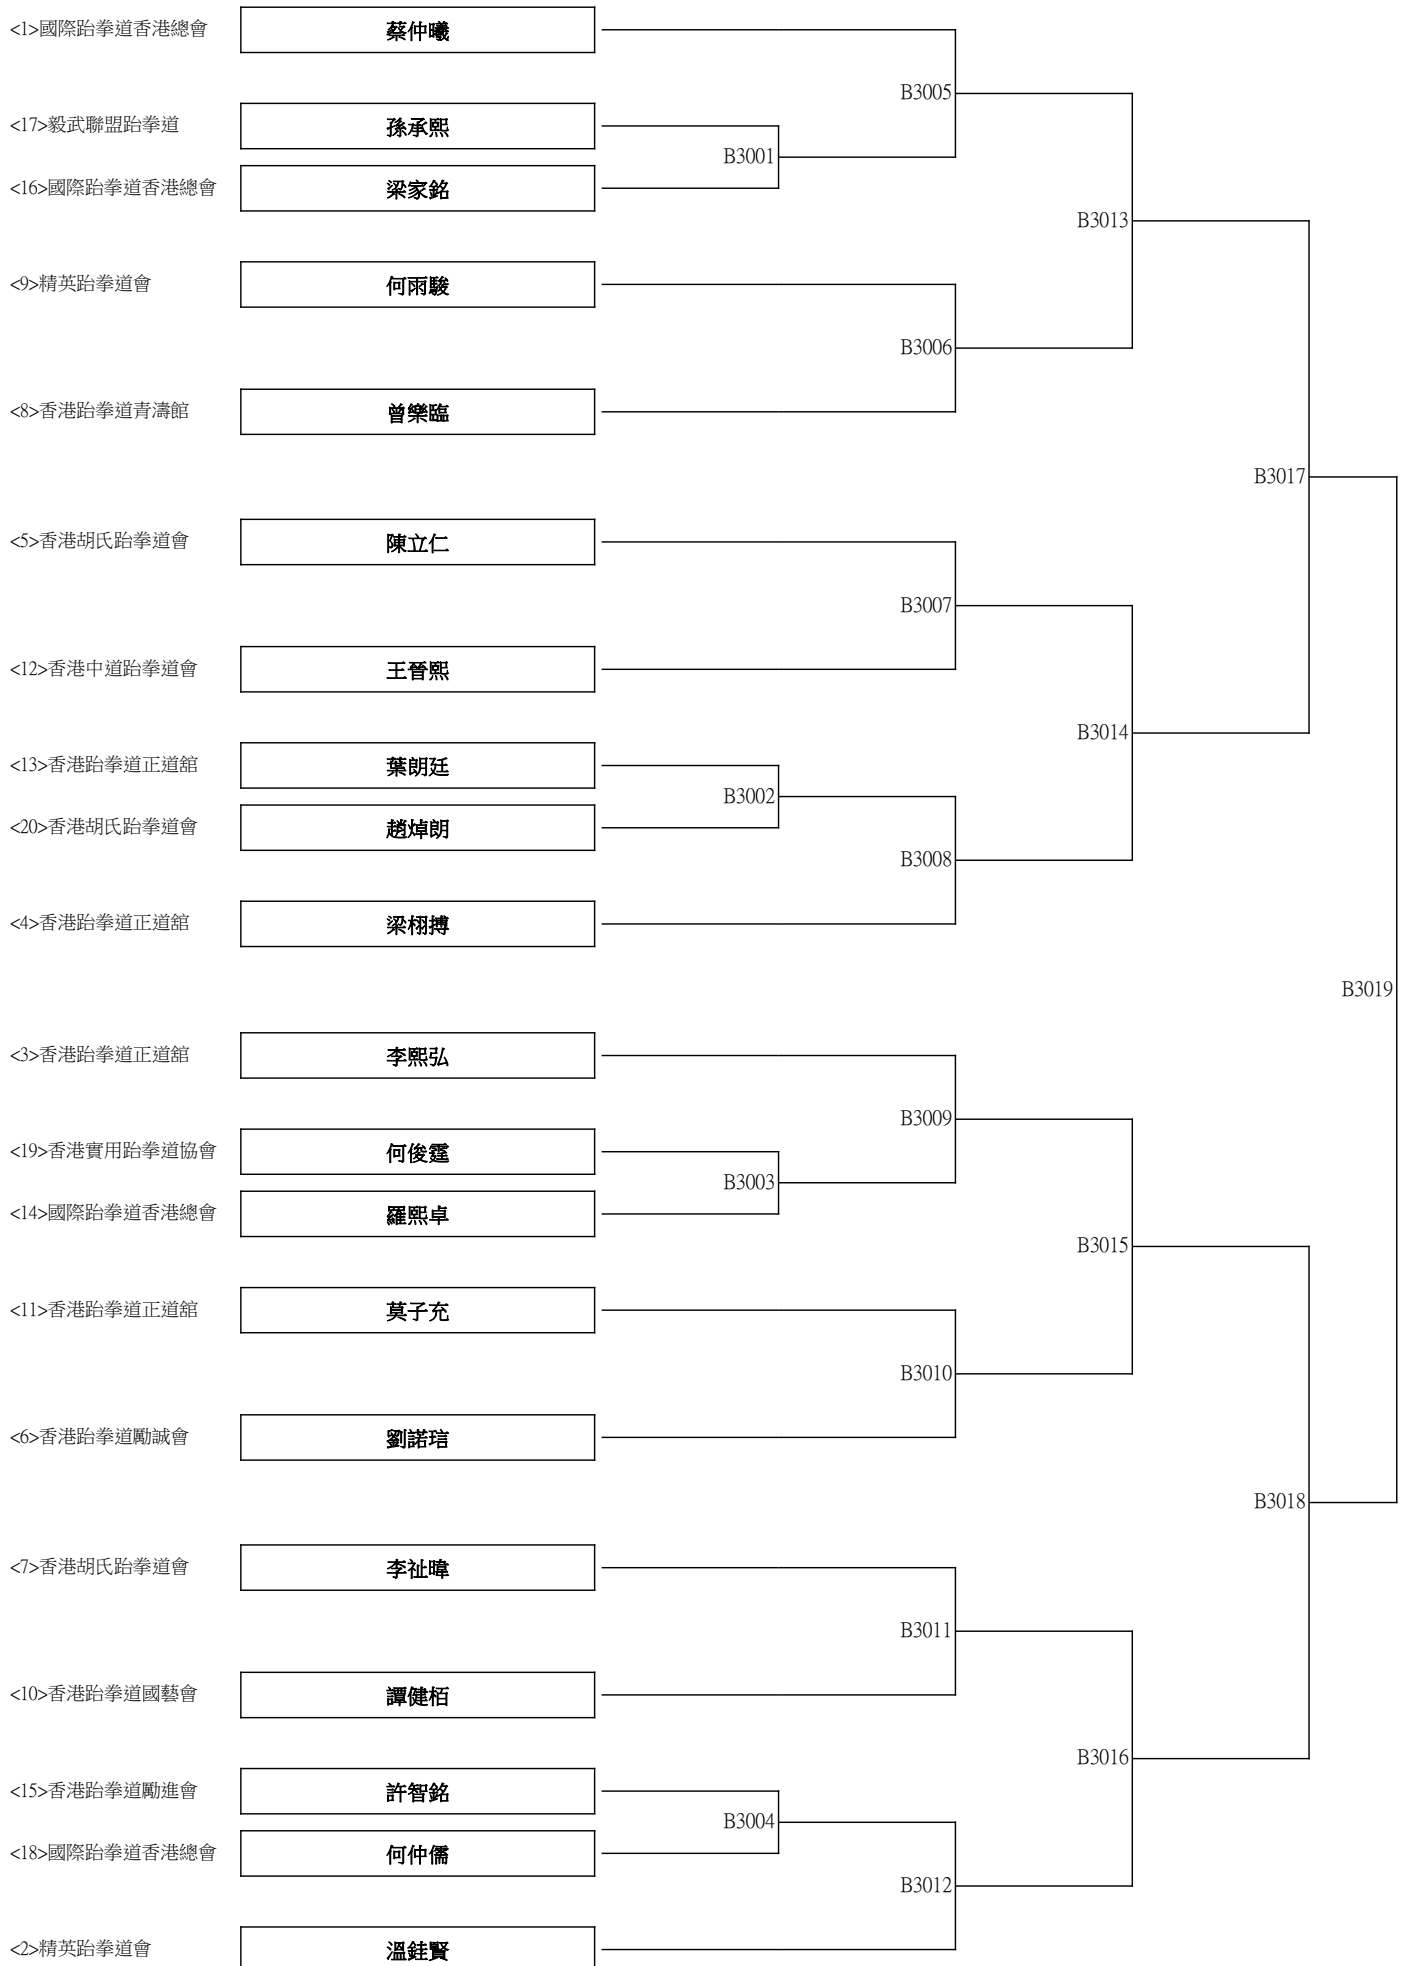 <1>國際跆拳道香港總會 蔡仲曦
B3005
<17>毅武聯盟跆拳道 孫承熙
B3001
<16>國際跆拳道香港總會 梁家銘
B3013
<9>精英跆拳道會 何雨駿
B3006
<8>香港跆拳道青濤館 曾樂臨
B3017
<5>香港胡氏跆拳道會 陳立仁
B3007
<12>香港中道跆拳道會 王晉熙
B3014
<13>香港跆拳道正道舘 葉朗廷
B3002
<20>香港胡氏跆拳道會 趙焯朗
B3008
<4>香港跆拳道正道舘 梁栩搏
B3019
<3>香港跆拳道正道舘 李熙弘
B3009
<19>香港實用跆拳道協會 何俊霆
B3003
<14>國際跆拳道香港總會 羅熙卓
B3015
<11>香港跆拳道正道舘 莫子充
B3010
<6>香港跆拳道勵誠會 劉諾琂
B3018
<7>香港胡氏跆拳道會 李祉暐
B3011
<10>香港跆拳道國藝會 譚健栢
B3016
<15>香港跆拳道勵進會 許智銘
B3004
<18>國際跆拳道香港總會 何仲儒
B3012
<2>精英跆拳道會 溫銈賢